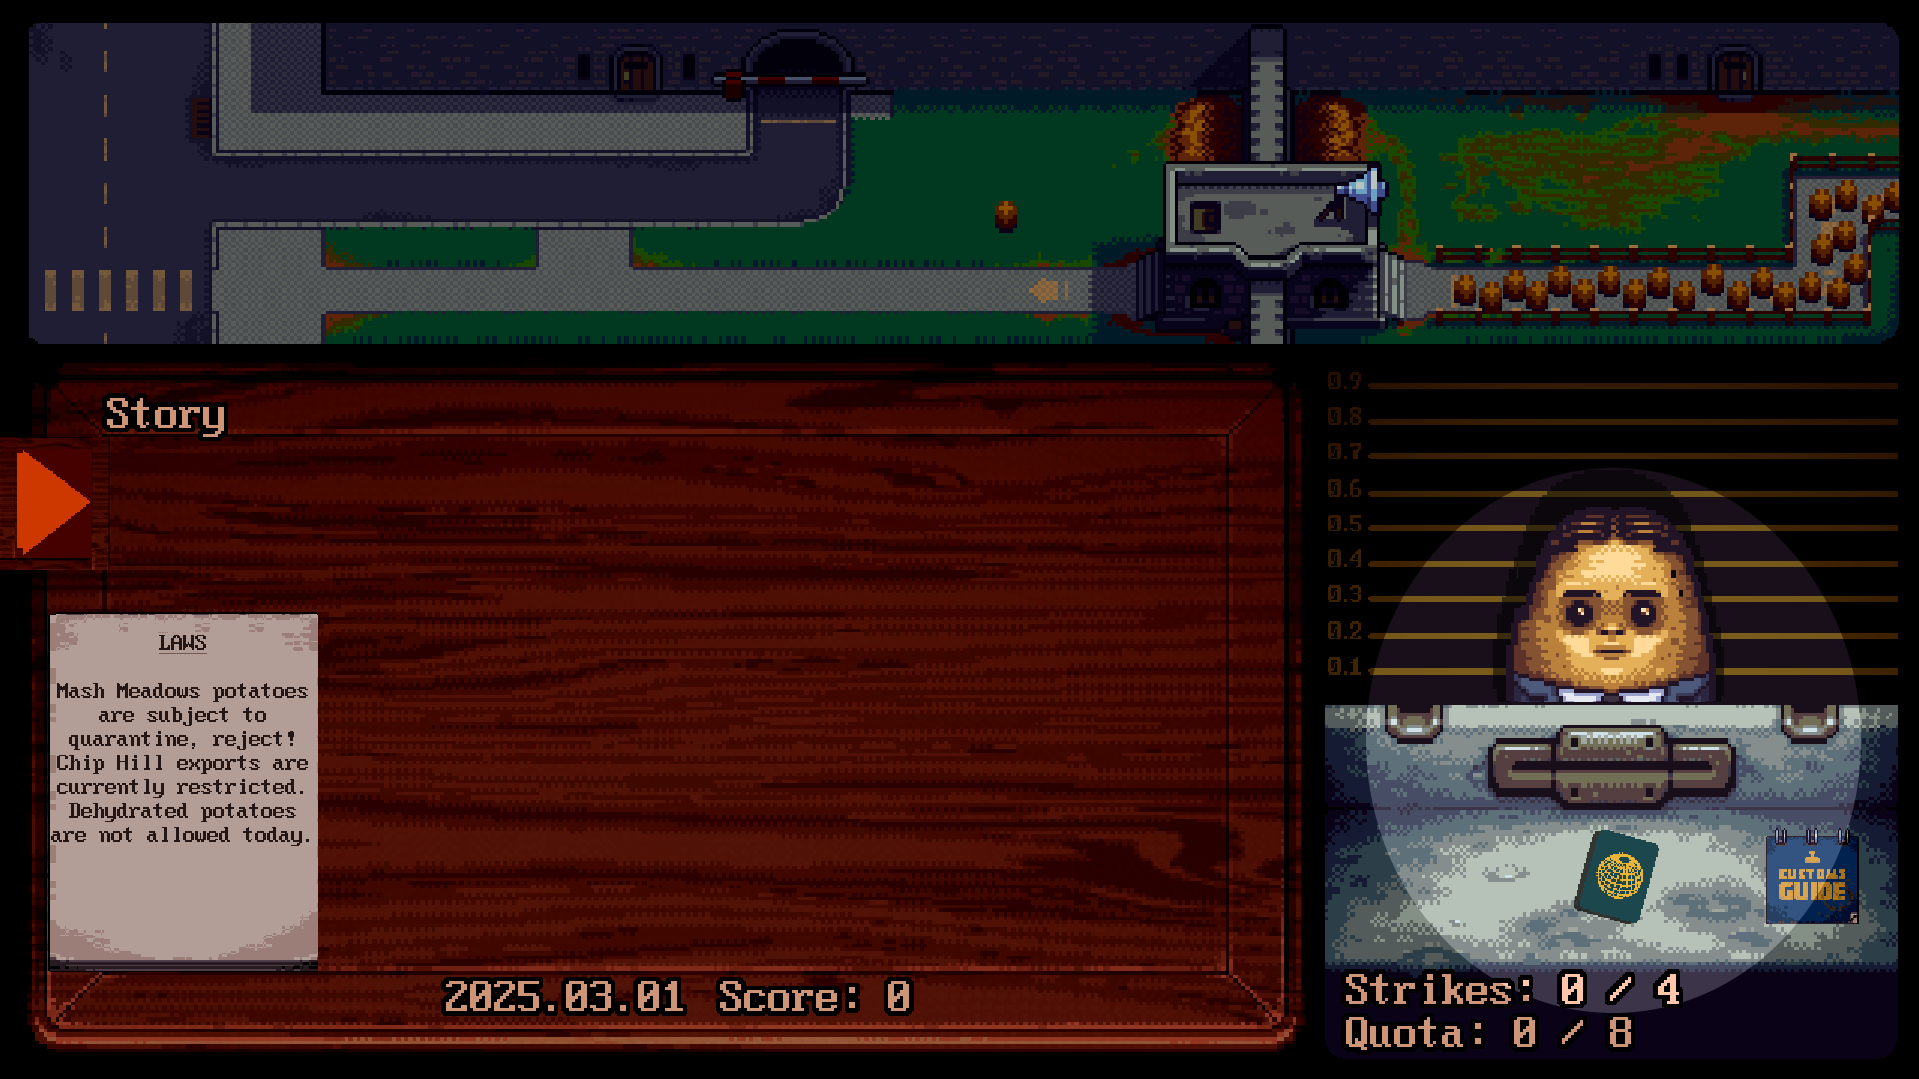 Story
LAWS
Mash Meadows potatoes
are subject to
quarantine, reject!
Chip Hill exports are
currently restricted.
Dehydrated potatoes
are not allowed today.
2025.03.01 Score: 0
0.9
0.8
0.7
0.6
0.5
0.4
0.3
0.2
0.1
CUSTOMS
GUIDE
Strikes: 0 / 4
Quota: 0 / 8